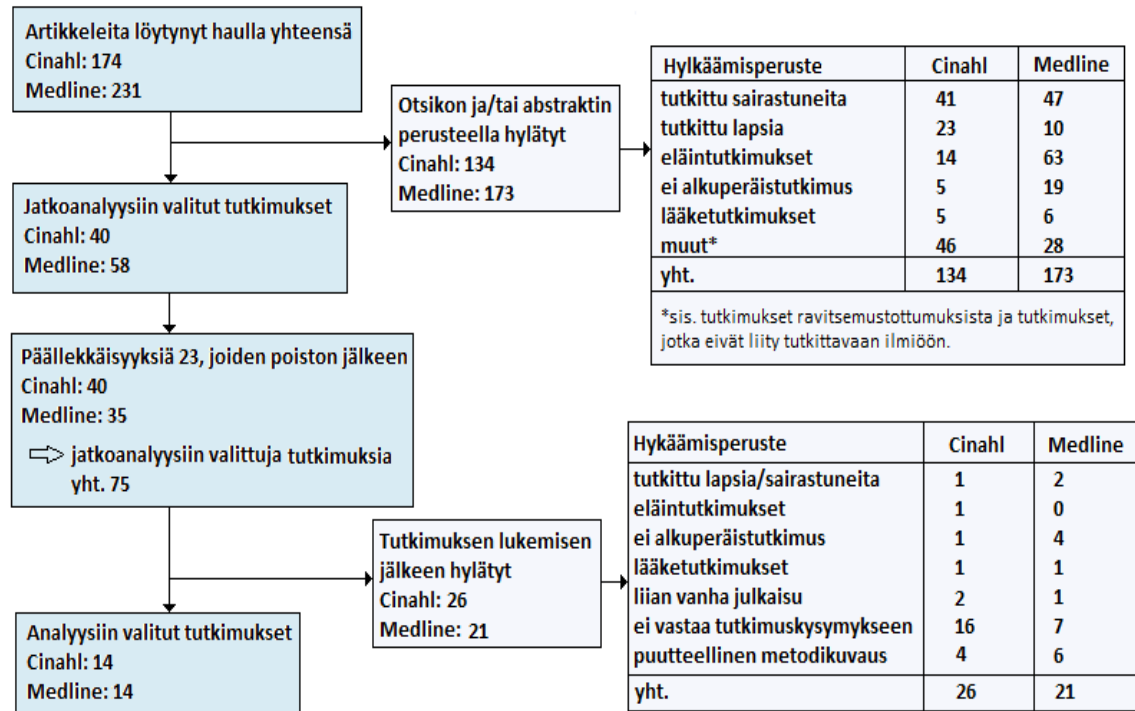 Artikkeleita löytynyt haulla yhteensä
Cinahl: 174
Medline: 231
Otsikon ja/tai abstraktin
perusteella hylätyt
Cinahl: 134
Medline: 173
Hylkäämisperuste Cinahl Medline
tutkittu sairastuneita 41 47
tutkittu lapsia 23 10
eläintutkimukset 14 63
ei alkuperäistutkimus 5 19
lääketutkimukset 5 6
muut* 46 28
yht. 134 173
*sis. tutkimukset ravitsemustottumuksista ja tutkimukset,
jotka eivät liity tutkittavaan ilmiöön.
Jatkoanalyysiin valitut tutkimukset
Cinahl: 40
Medline: 58
Päällekkäisyyksiä 23, joiden poiston jälkeen
Cinahl: 40
Medline: 35
⇨ jatkoanalyysiin valittuja tutkimuksia
yht. 75
Tutkimuksen lukemisen
jälkeen hylätyt
Cinahl: 26
Medline: 21
Hykäämisperuste Cinahl Medline
tutkittu lapsia/sairastuneita 1 2
eläintutkimukset 1 0
ei alkuperäistutkimus 1 4
lääketutkimukset 1 1
liian vanha julkaisu 2 1
ei vastaa tutkimuskysymykseen 16 7
puutteellinen metodikuvaus 4 6
yht. 26 21
Analyysiin valitut tutkimukset
Cinahl: 14
Medline: 14